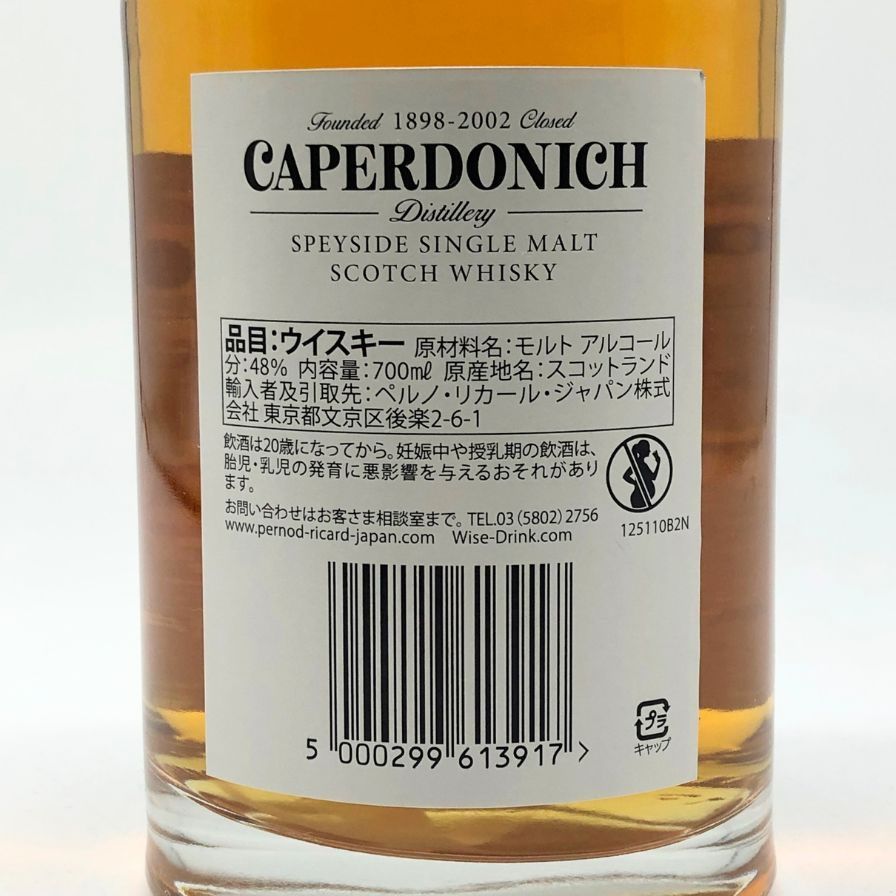 Founded 1898-2002 Closed
CAPERDONICH
Distillery
SPEYSIDE SINGLE MALT
SCOTCH WHISKY
品目：ウイスキー 原材料名：モルト アルコール
分：48% 内容量：700㎖ 原産地名：スコットランド
輸入者及引取先：ペルノ・リカール・ジャパン株式
会社 東京都文京区後楽2-6-1
飲酒は20歳になってから。妊娠中や授乳期の飲酒は、
胎児・乳児の発育に悪影響を与えるおそれがあり
ます。
お問い合わせはお客さま相談室まで。TEL.03(5802)2756
www.pernod-ricard-japan.com Wise-Drink.com
125110B2N
5 000299 613917 >
プラ
キャップ